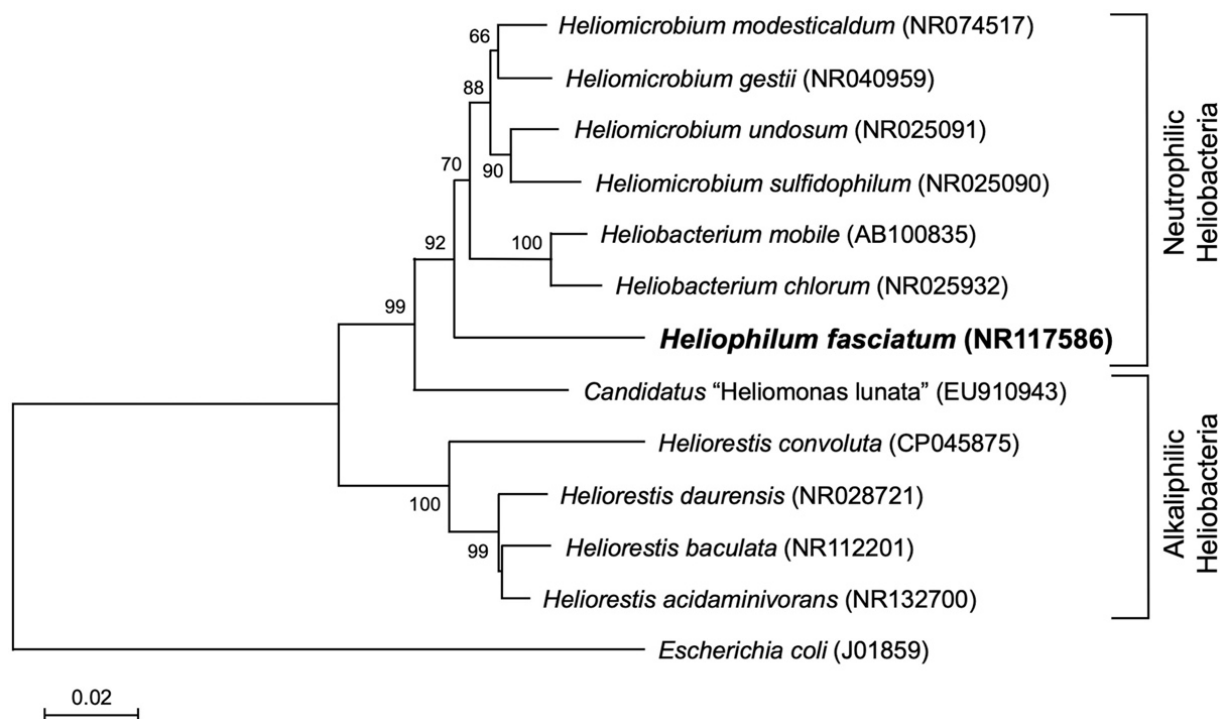 66
Heliomicrobium modesticaldum (NR074517)
Heliomicrobium gestii (NR040959)
88
Heliomicrobium undosum (NR025091)
90
Heliomicrobium sulfidophilum (NR025090)
70
Heliobacterium mobile (AB100835)
100
Heliobacterium chlorum (NR025932)
92
Heliophilum fasciatum (NR117586)
99
Candidatus “Heliomonas lunata” (EU910943)
Heliorestis convoluta (CP045875)
100
Heliorestis daurensis (NR028721)
99
Heliorestis baculata (NR112201)
Heliorestis acidaminivorans (NR132700)
Escherichia coli (J01859)
0.02
Neutrophilic
Heliobacteria
Alkaliphilic
Heliobacteria